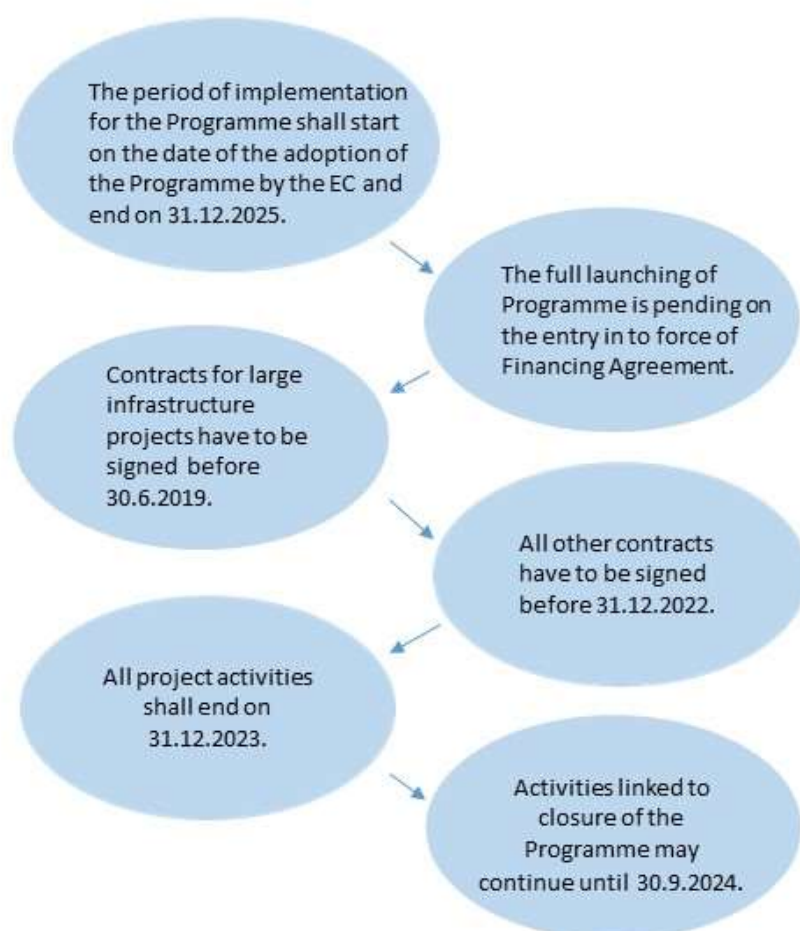 The period of implementation
for the Programme shall start
on the date of the adoption of
the Programme by the EC and
end on 31.12.2025.
The full launching of
Programme is pending on
the entry in to force of
Financing Agreement.
Contracts for large
infrastructure
projects have to be
signed before
30.6.2019.
All other contracts
have to be signed
before 31.12.2022.
All project activities
shall end on
31.12.2023.
Activities linked to
closure of the
Programme may
continue until 30.9.2024.